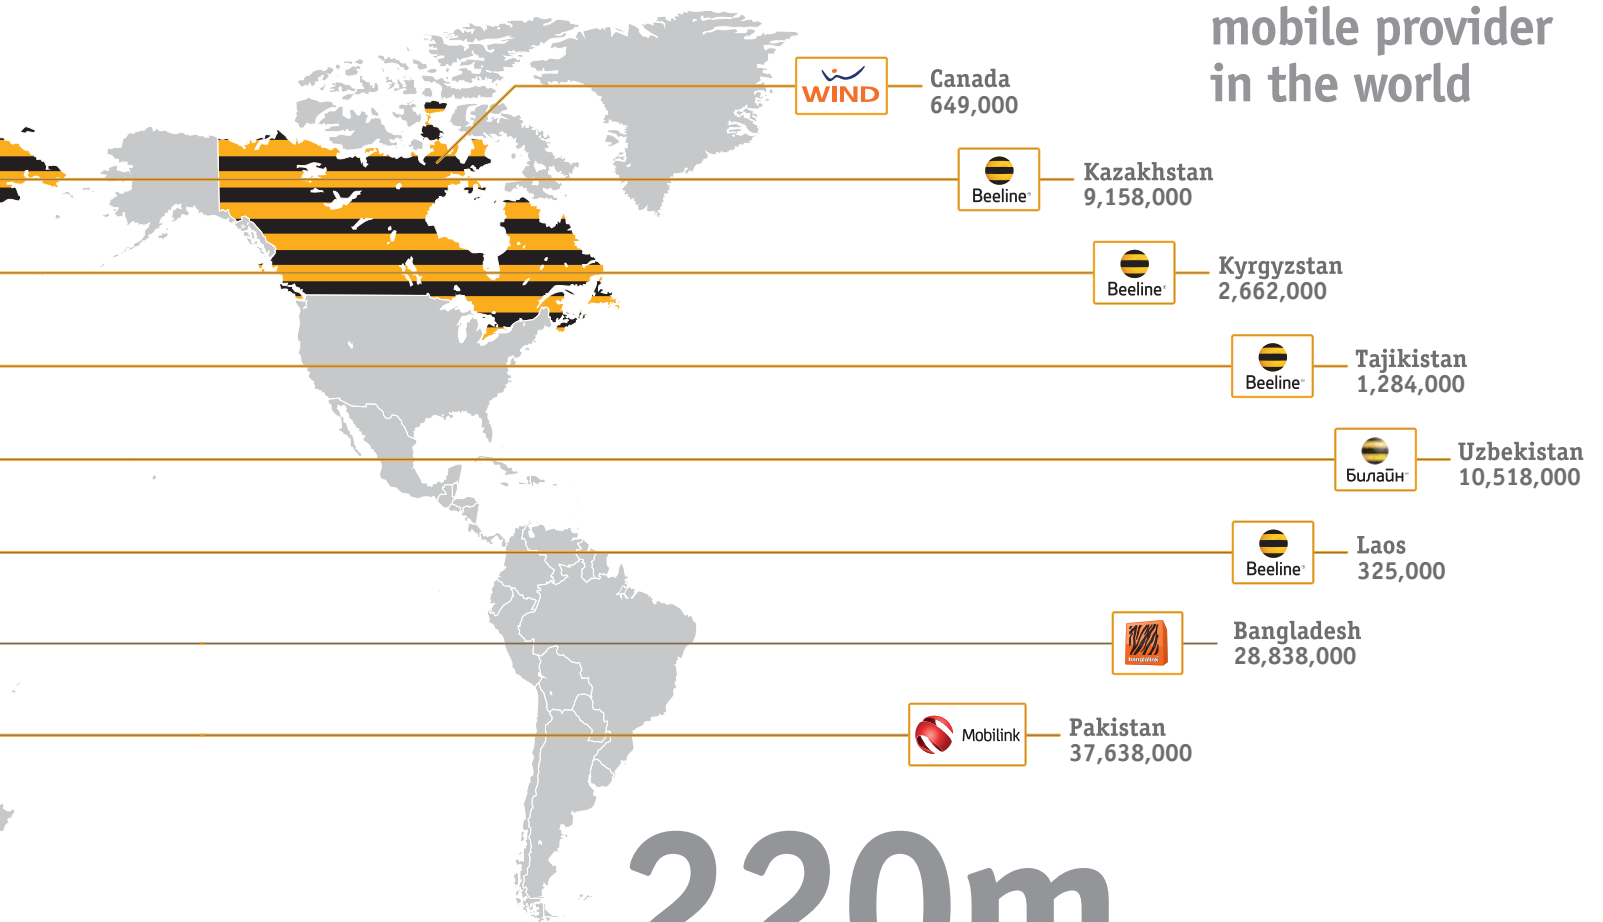 mobile provider
in the world
WIND
Canada
649,000
Beeline
Kazakhstan
9,158,000
Beeline
Kyrgyzstan
2,662,000
Beeline
Tajikistan
1,284,000
Билайн
Uzbekistan
10,518,000
Beeline
Laos
325,000
banglalink
Bangladesh
28,838,000
Mobilink
Pakistan
37,638,000
220m